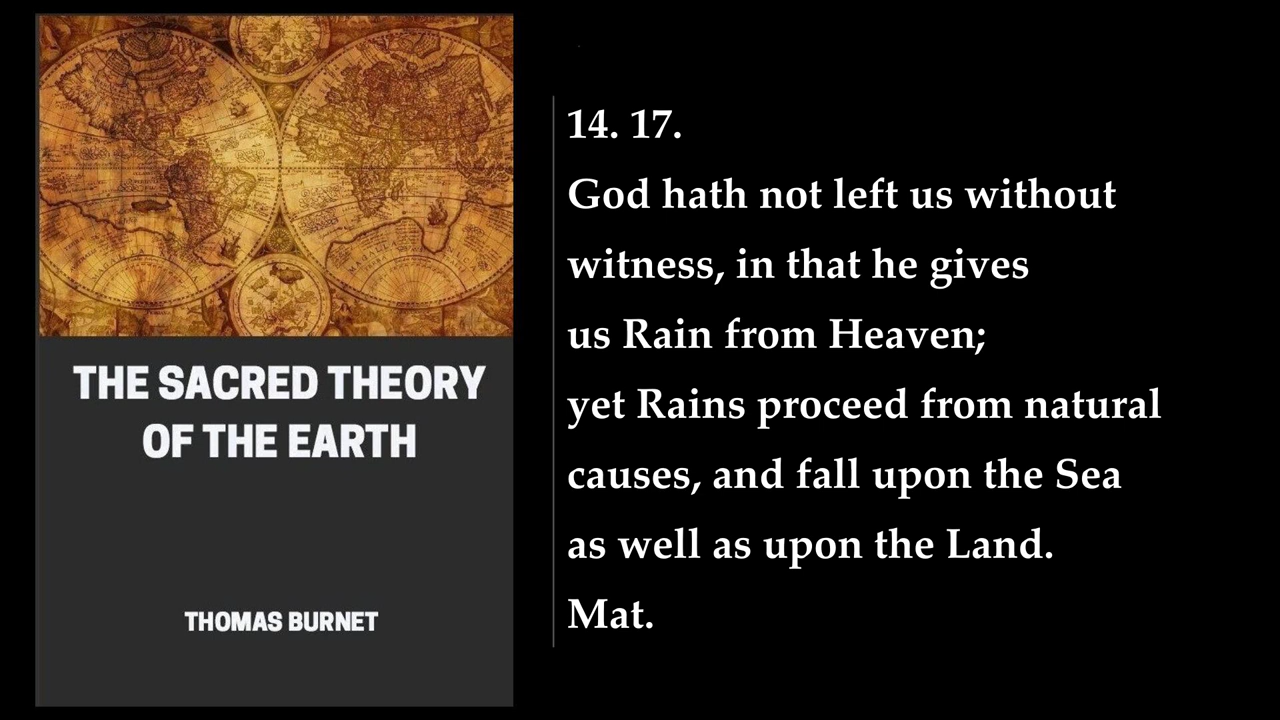 THE SACRED THEORY
OF THE EARTH
THOMAS BURNET
14. 17.
God hath not left us without
witness, in that he gives
us Rain from Heaven;
yet Rains proceed from natural
causes, and fall upon the Sea
as well as upon the Land.
Mat.